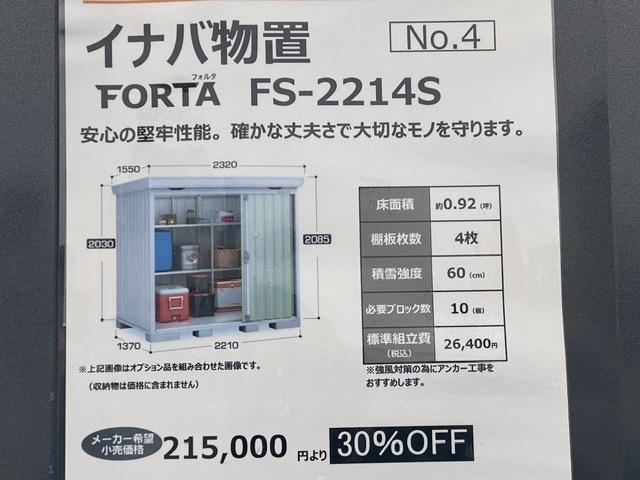 イナバ物置
No.4
フォルタ
FORTA FS-2214S
安心の堅牢性能。確かな丈夫さで大切なモノを守ります。
1550
2320
2030
2085
1370
2210
床面積 約0.92(坪)
棚板枚数 4枚
積雪強度 60(cm)
必要ブロック数 10(個)
標準組立費(税込) 26,400円
※上記画像はオプション品を組み合わせた画像です。
(収納物は価格に含まれません)
※強風対策の為にアンカー工事を
おすすめします。
メーカー希望
小売価格
215,000円より 30%OFF